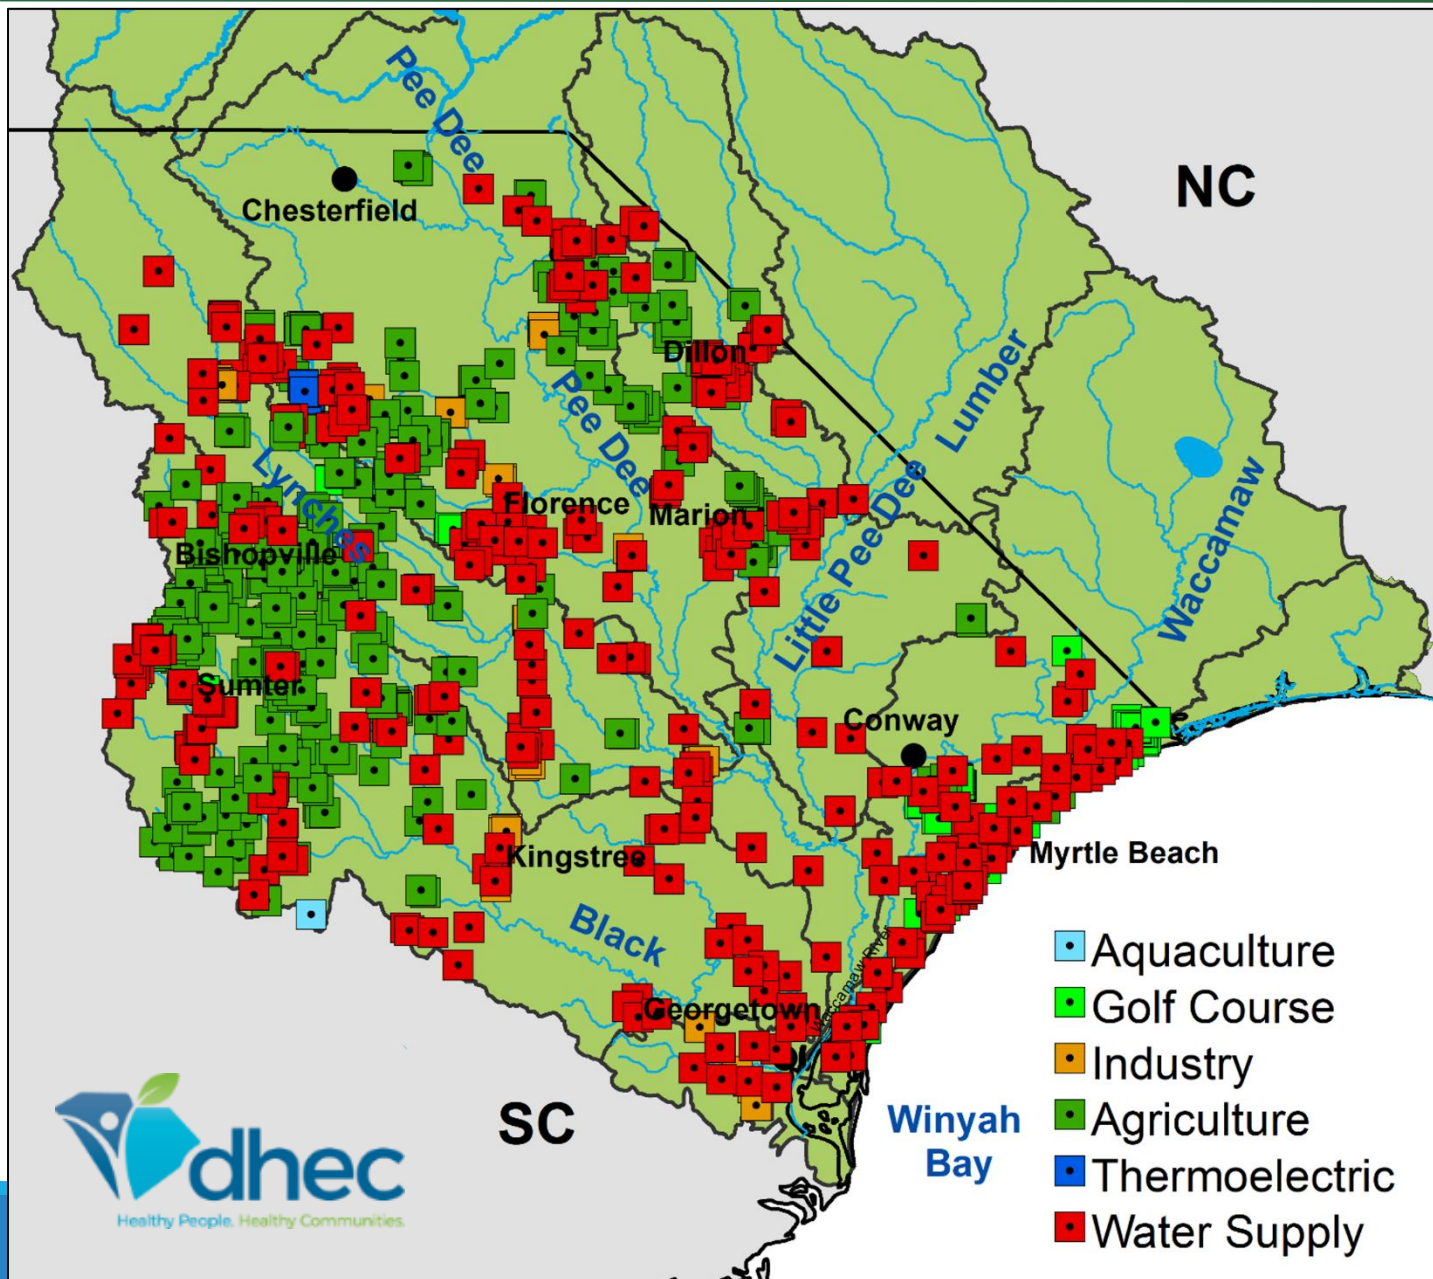 Pee Dee
NC
Chesterfield
Dillon
Lumber
Pee Dee
Lynches
Florence
Marion
Little Pee Dee
Waccamaw
Bishopville
Sumter
Conway
Kingstree
Myrtle Beach
Black
Waccamaw River
Georgetown
Aquaculture
Golf Course
Industry
Agriculture
Thermoelectric
Water Supply
SC
Winyah
Bay
dhec
Healthy People. Healthy Communities.